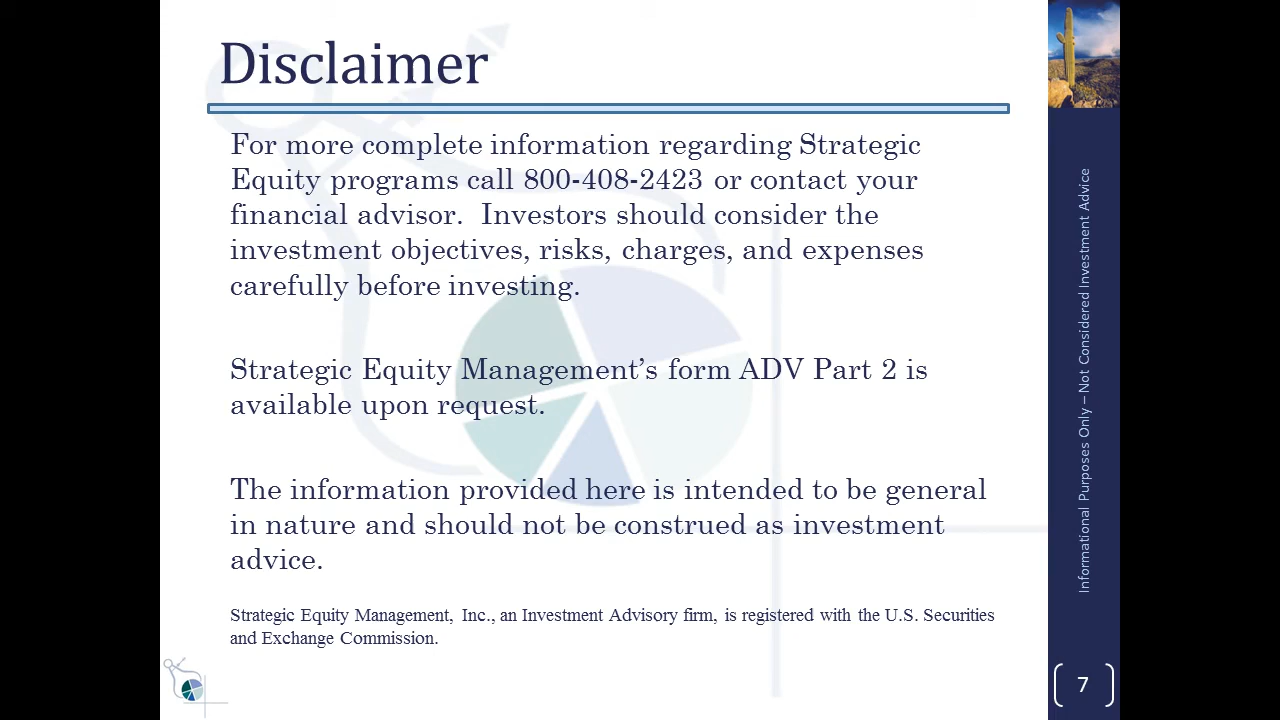 Disclaimer
For more complete information regarding Strategic
Equity programs call 800-408-2423 or contact your
financial advisor.  Investors should consider the
investment objectives, risks, charges, and expenses
carefully before investing.
Strategic Equity Management’s form ADV Part 2 is
available upon request.
The information provided here is intended to be general
in nature and should not be construed as investment
advice.
Strategic Equity Management, Inc., an Investment Advisory firm, is registered with the U.S. Securities
and Exchange Commission.
Informational Purposes Only – Not Considered Investment Advice
7